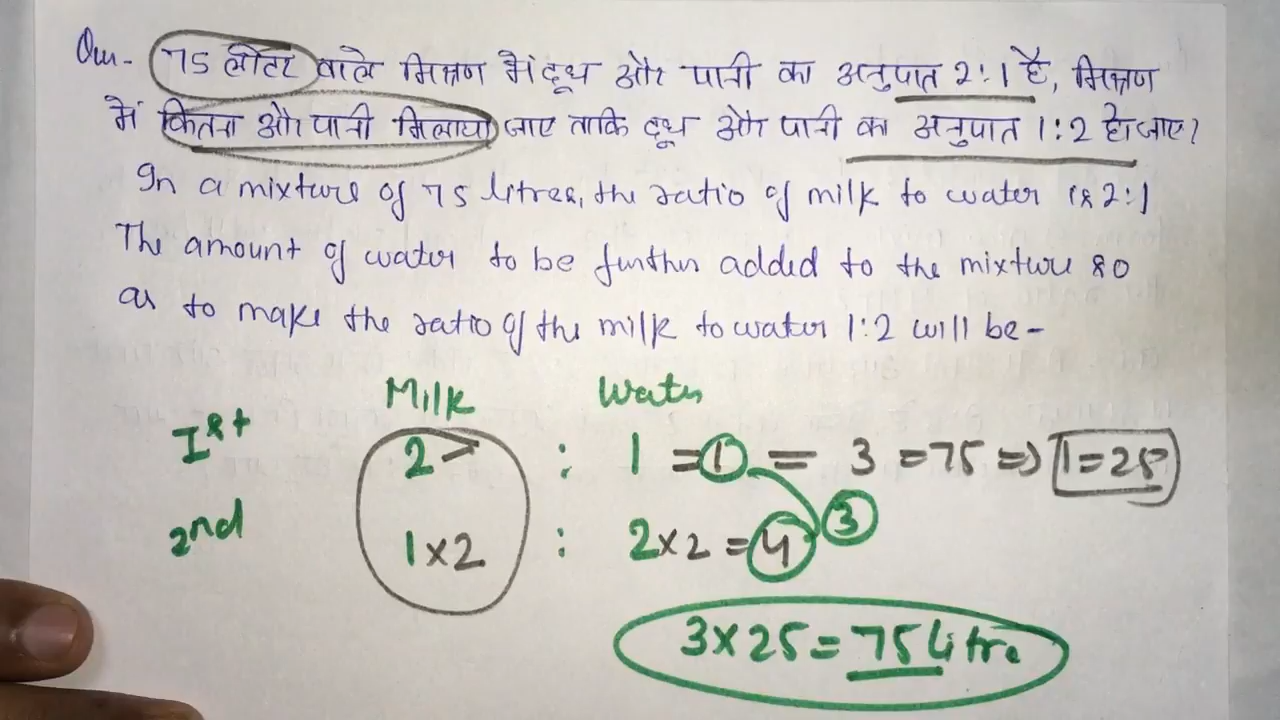 Que- 75 लीटर वाले मिश्रण में दूध और पानी का अनुपात 2:1 है, मिश्रण
में कितना और पानी मिलाया जाए ताकि दूध और पानी का अनुपात 1:2 हो जाए?
In a mixture of 75 litres, the ratio of milk to water is 2:1
The amount of water to be further added to the mixture so
as to make the ratio of the milk to water 1:2 will be-
Milk Water
Ist 2 : 1 = 1 = 3 = 75 ⇒ 1=25
2nd 1×2 : 2×2 = 4 3
3×25 = 75 Litre